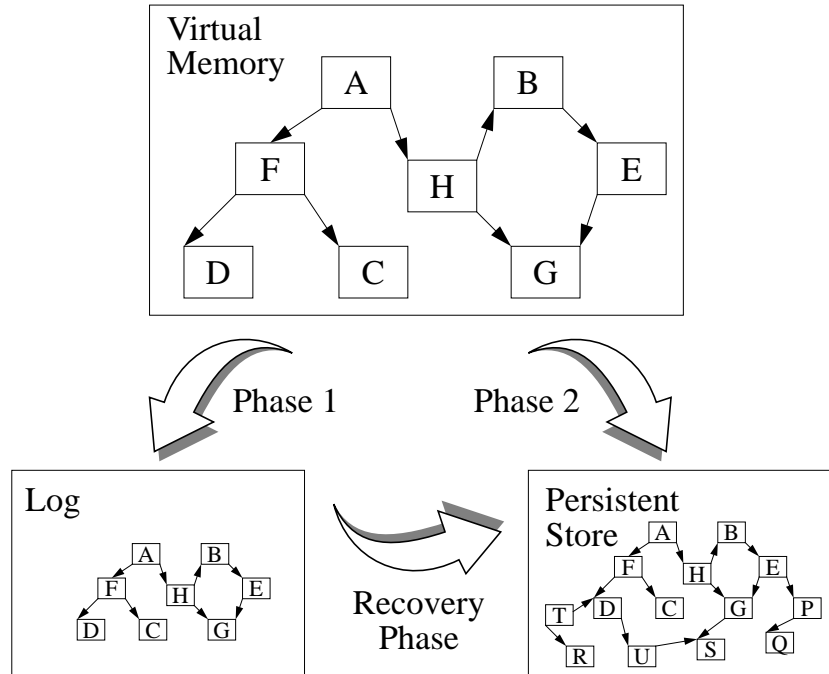 Virtual
Memory
A
B
F
H
E
D
C
G
Phase 1
Phase 2
Log
A
B
F
H
E
D
C
G
Recovery
Phase
Persistent
Store
A
B
F
H
E
T
D
C
G
P
R
U
S
Q